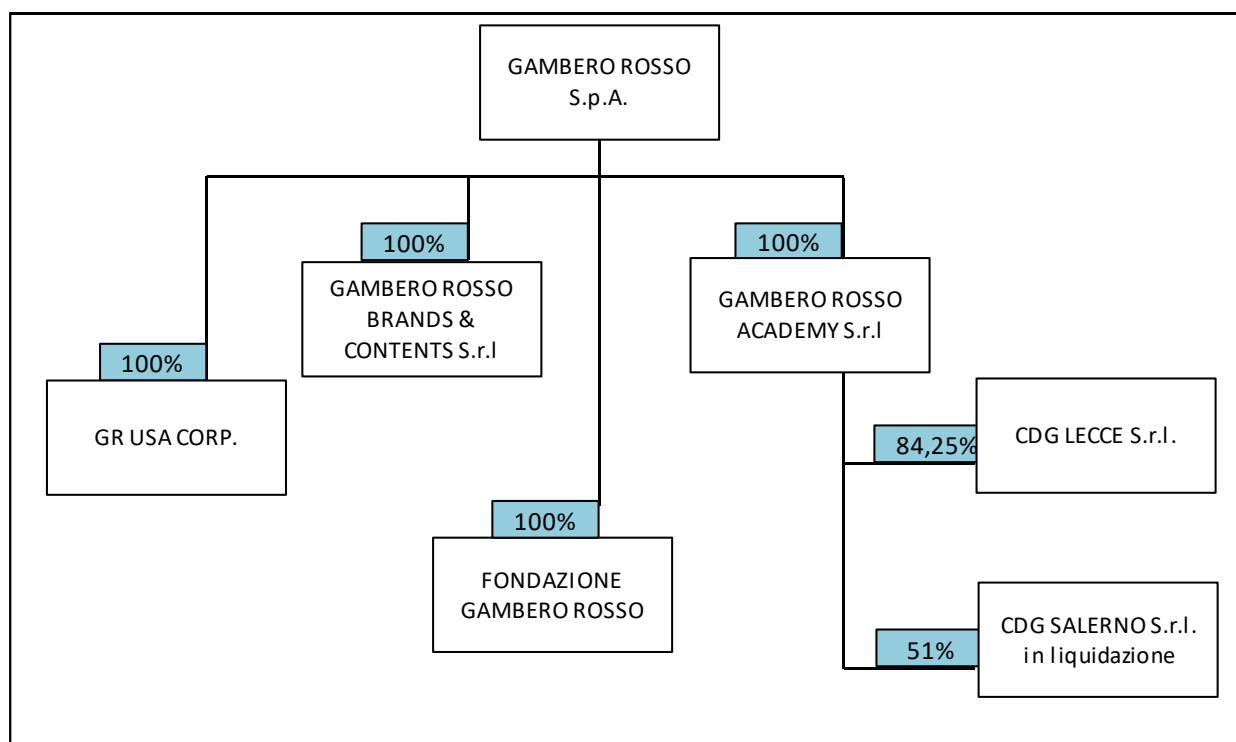 GAMBERO ROSSO
S.p.A.
100%
GAMBERO ROSSO
BRANDS &
CONTENTS S.r.l
100%
GAMBERO ROSSO
ACADEMY S.r.l
100%
GR USA CORP.
84,25%
CDG LECCE S.r.l.
100%
FONDAZIONE
GAMBERO ROSSO
51%
CDG SALERNO S.r.l.
in liquidazione